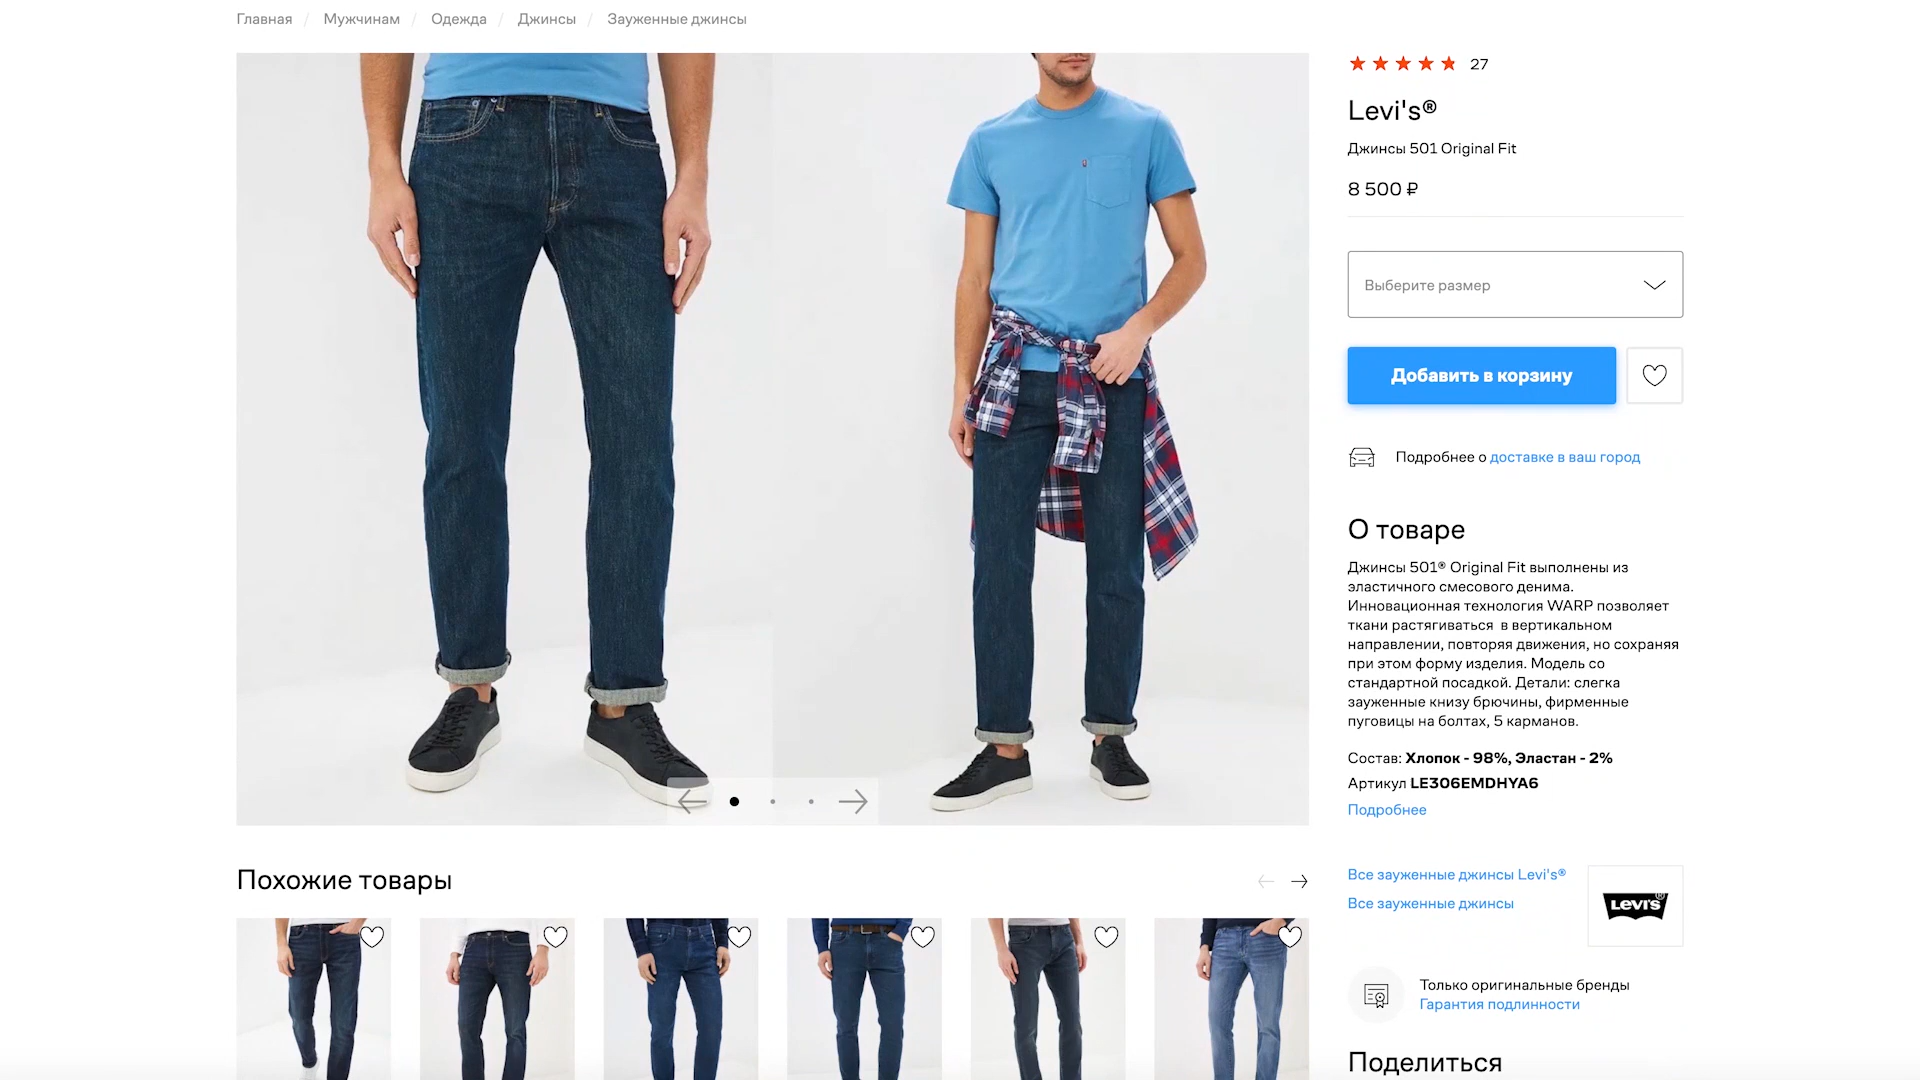 Главная / Мужчинам / Одежда / Джинсы / Зауженные джинсы
27
Levi's®
Джинсы 501 Original Fit
8 500 ₽
Выберите размер
Добавить в корзину
Подробнее о доставке в ваш город
О товаре
Джинсы 501® Original Fit выполнены из
эластичного смесового денима.
Инновационная технология WARP позволяет
ткани растягиваться в вертикальном
направлении, повторяя движения, но сохраняя
при этом форму изделия. Модель со
стандартной посадкой. Детали: слегка
зауженные книзу брючины, фирменные
пуговицы на болтах, 5 карманов.
Состав: Хлопок - 98%, Эластан - 2%
Артикул LE306EMDHYA6
Подробнее
Все зауженные джинсы Levi's®
Все зауженные джинсы
LEVI'S®
Только оригинальные бренды
Гарантия подлинности
Поделиться
Похожие товары